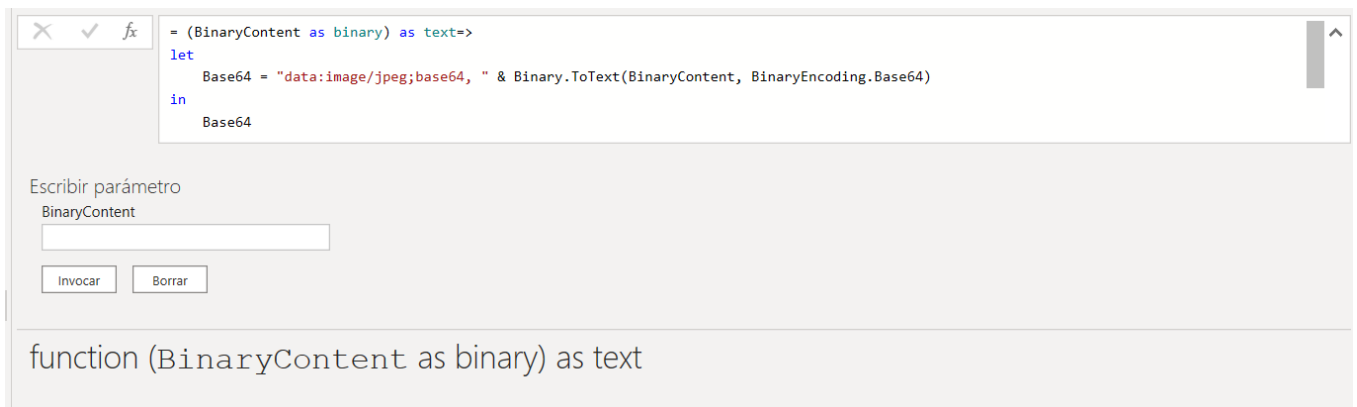 fx
= (BinaryContent as binary) as text=>
let
Base64 = "data:image/jpeg;base64, " & Binary.ToText(BinaryContent, BinaryEncoding.Base64)
in
Base64
Escribir parámetro
BinaryContent
Invocar Borrar
function (BinaryContent as binary) as text